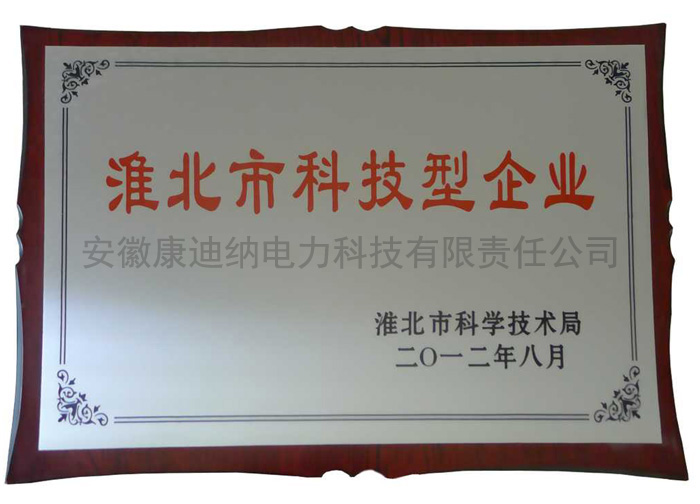 淮北市科技型企业
安徽康迪纳电力科技有限责任公司
淮北市科学技术局
二〇一二年八月